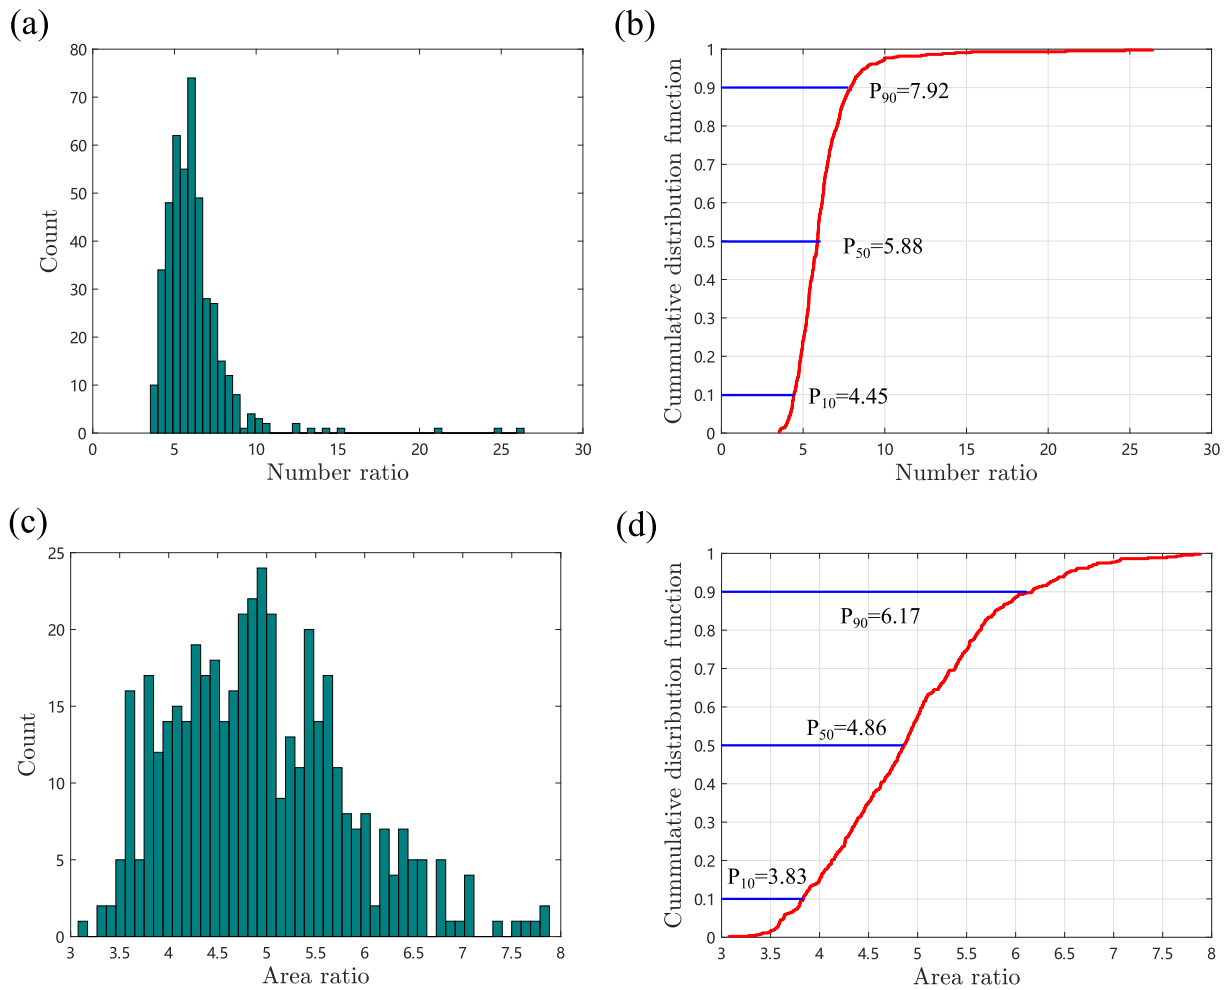 (a)
80
70
60
50
40
30
20
10
0
Count
0 5 10 15 20 25 30
Number ratio
(b)
1
0.9
0.8
0.7
0.6
0.5
0.4
0.3
0.2
0.1
0
Cummulative distribution function
P90=7.92
P50=5.88
P10=4.45
0 5 10 15 20 25 30
Number ratio
(c)
25
20
15
10
5
0
Count
3 3.5 4 4.5 5 5.5 6 6.5 7 7.5 8
Area ratio
(d)
1
0.9
0.8
0.7
0.6
0.5
0.4
0.3
0.2
0.1
0
Cummulative distribution function
P90=6.17
P50=4.86
P10=3.83
3 3.5 4 4.5 5 5.5 6 6.5 7 7.5 8
Area ratio